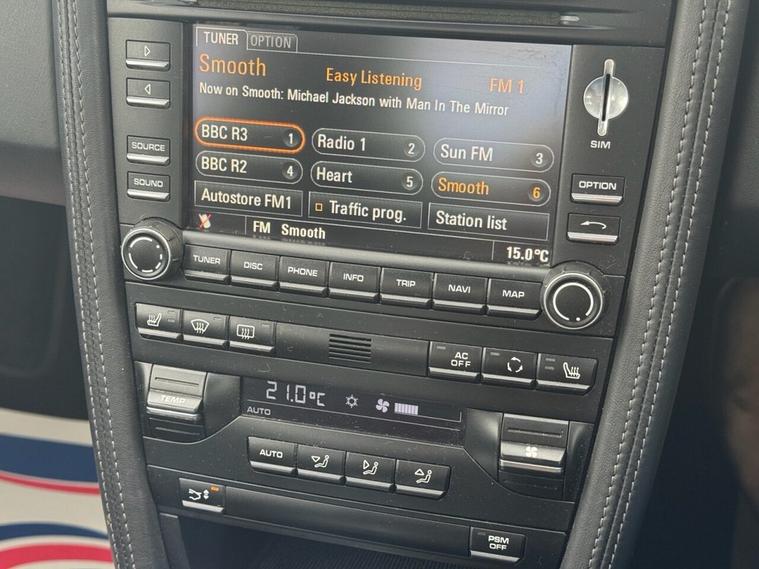 TUNER OPTION
Smooth Easy Listening FM 1
Now on Smooth: Michael Jackson with Man In The Mirror
BBC R3 1 Radio 1 2 Sun FM 3
BBC R2 4 Heart 5 Smooth 6
Autostore FM1 Traffic prog. Station list
FM Smooth
15.0°C
SOURCE
SOUND
SIM
OPTION
TUNER DISC PHONE INFO TRIP NAVI MAP
AC OFF
TEMP
21.0°C
AUTO
AUTO
PSM OFF